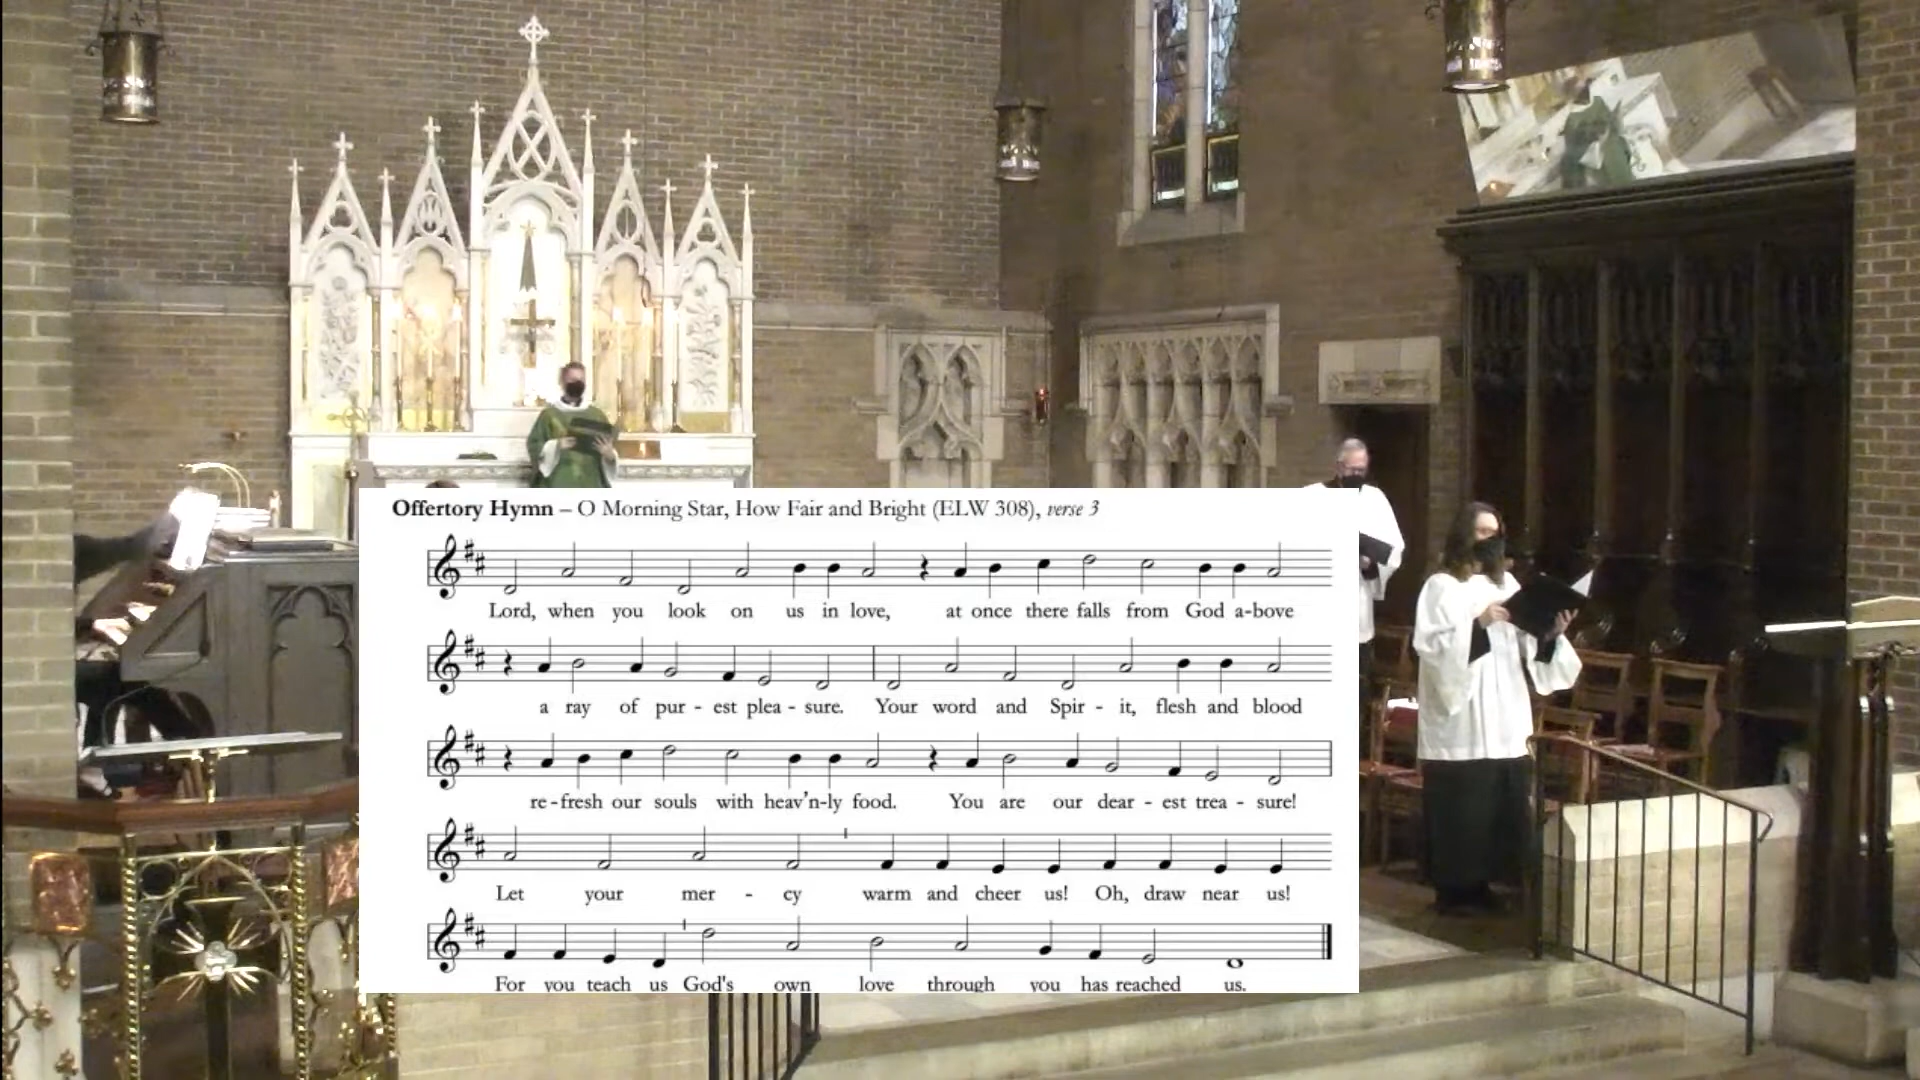 Offertory Hymn – O Morning Star, How Fair and Bright (ELW 308), verse 3
Lord, when you look on us in love, at once there falls from God a-bove
a ray of pur - est plea - sure. Your word and Spir - it, flesh and blood
re - fresh our souls with heav'n-ly food. You are our dear - est trea - sure!
Let your mer - cy warm and cheer us! Oh, draw near us!
For you teach us God's own love through you has reached us.